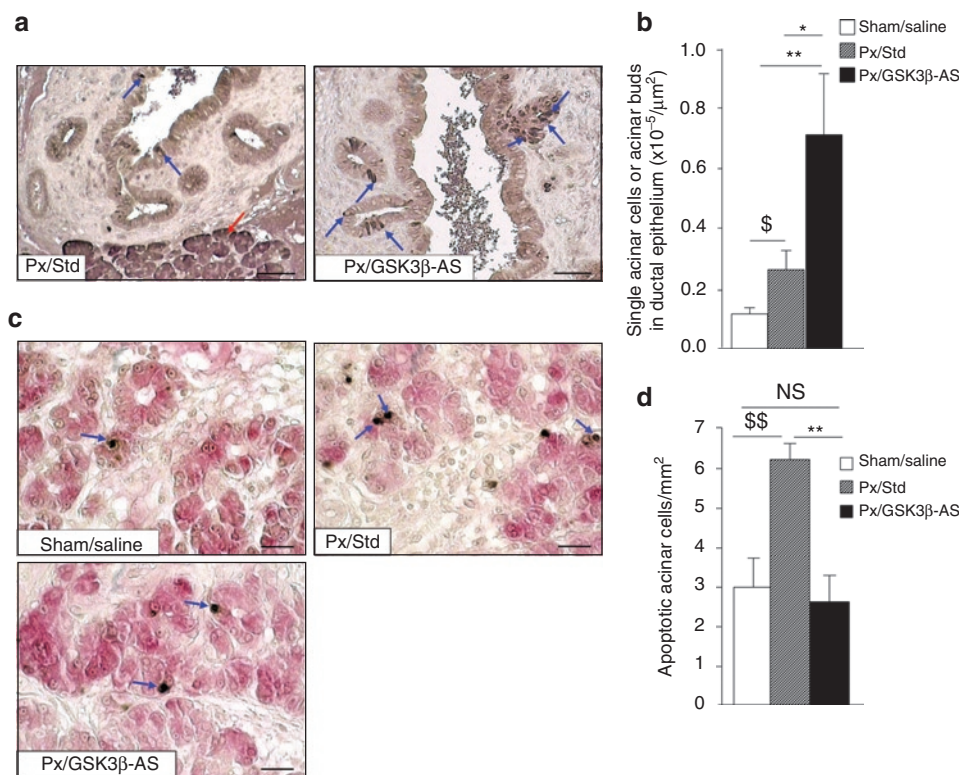 a
Px/Std
Px/GSK3β-AS
b
Single acinar cells or acinar buds
in ductal epithelium (x10⁻⁵/μm²)
1.0
0.8
0.6
0.4
0.2
0.0
$
**
*
Sham/saline
Px/Std
Px/GSK3β-AS
c
Sham/saline
Px/Std
Px/GSK3β-AS
d
Apoptotic acinar cells/mm²
7
6
5
4
3
2
1
0
NS
$$
**
Sham/saline
Px/Std
Px/GSK3β-AS